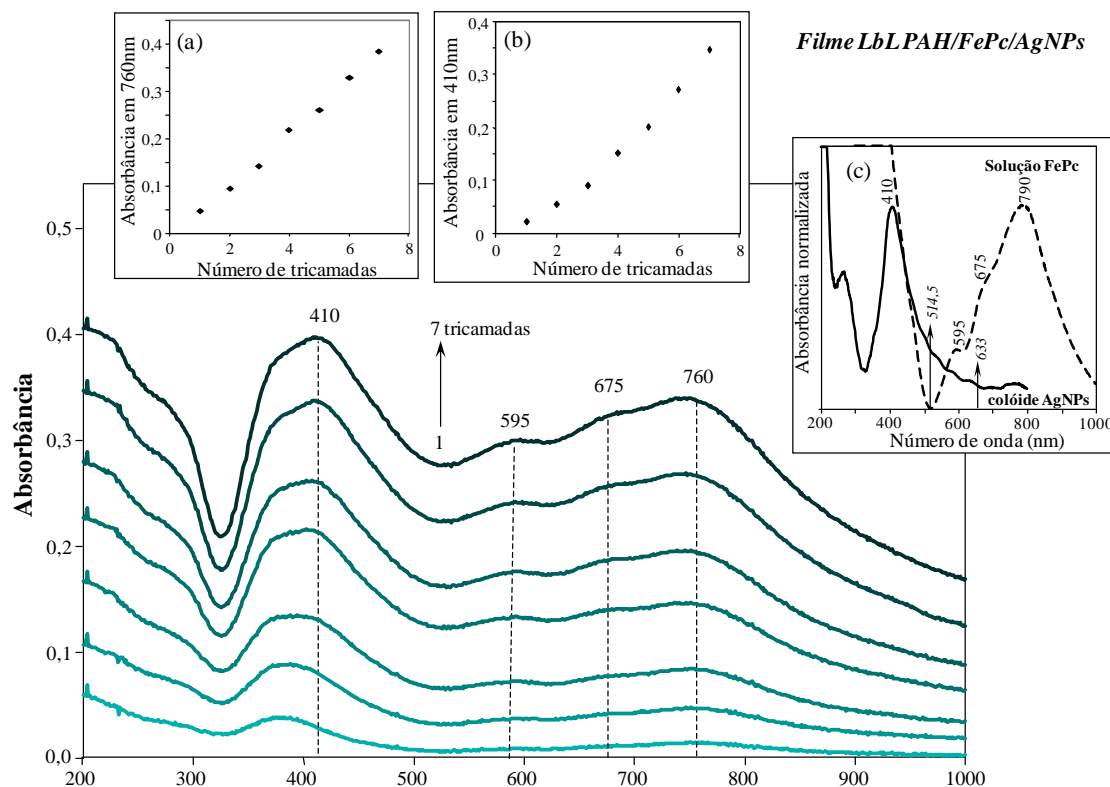 Filme LbL PAH/FePc/AgNPs
(a)
Absorbância em 760nm
0,4
0,3
0,2
0,1
0
0 2 4 6 8
Número de tricamadas
(b)
Absorbância em 410nm
0,4
0,3
0,2
0,1
0
0 2 4 6 8
Número de tricamadas
(c)
Solução FePc
Absorbância normalizada
410
514,5
595
675
633
790
colóide AgNPs
200 400 600 800 1000
Número de onda (nm)
Absorbância
0,5
0,4
0,3
0,2
0,1
0,0
410
7 tricamadas
1
595
675
760
200 300 400 500 600 700 800 900 1000